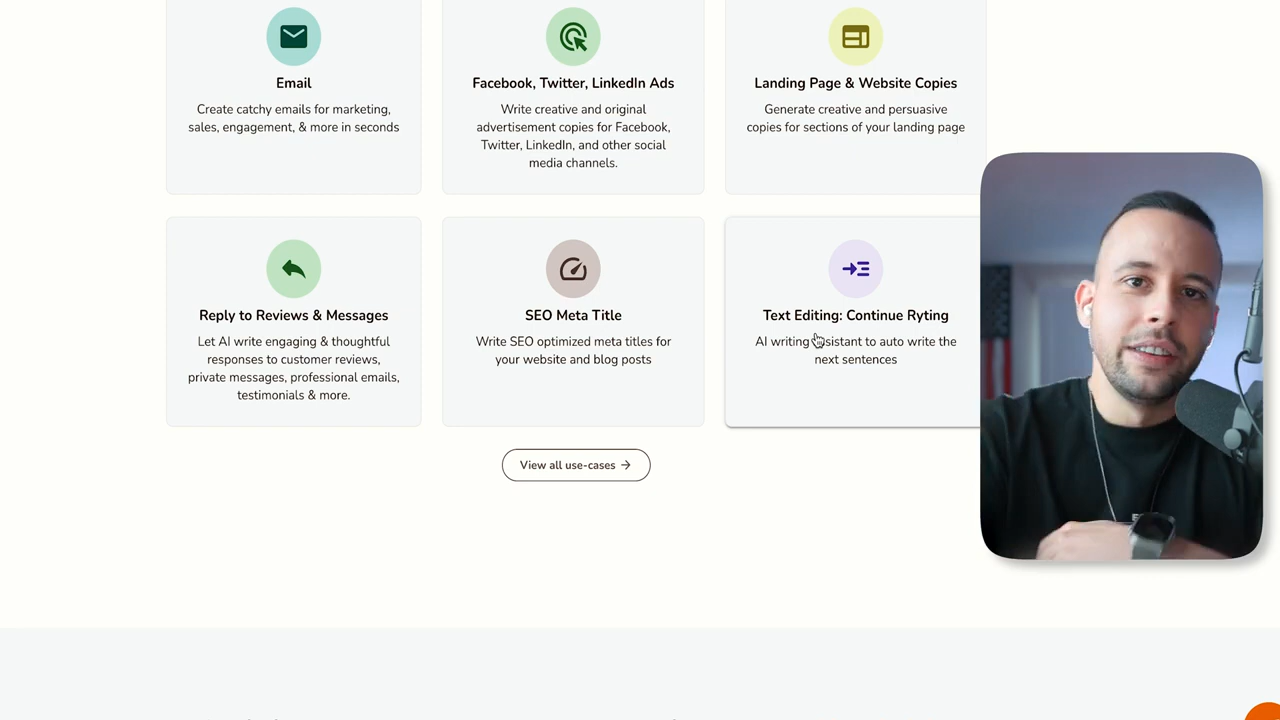 Email
Create catchy emails for marketing,
sales, engagement, & more in seconds
Facebook, Twitter, LinkedIn Ads
Write creative and original
advertisement copies for Facebook,
Twitter, LinkedIn, and other social
media channels.
Landing Page & Website Copies
Generate creative and persuasive
copies for sections of your landing page
Reply to Reviews & Messages
Let AI write engaging & thoughtful
responses to customer reviews,
private messages, professional emails,
testimonials & more.
SEO Meta Title
Write SEO optimized meta titles for
your website and blog posts
Text Editing: Continue Ryting
AI writing assistant to auto write the
next sentences
View all use-cases →